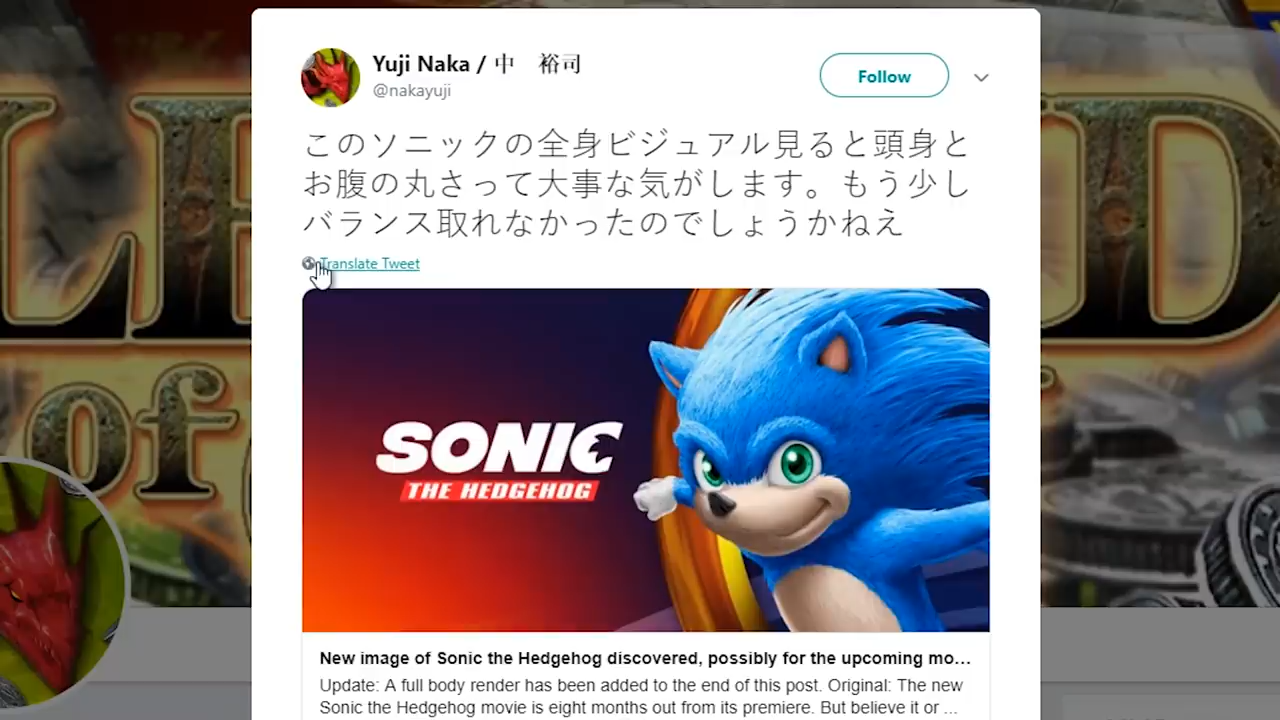 Yuji Naka / 中　裕司
@nakayuji
Follow
このソニックの全身ビジュアル見ると頭身と
お腹の丸さって大事な気がします。もう少し
バランス取れなかったのでしょうかねえ
Translate Tweet
SONIC
THE HEDGEHOG
New image of Sonic the Hedgehog discovered, possibly for the upcoming mo...
Update: A full body render has been added to the end of this post. Original: The new
Sonic the Hedgehog movie is eight months out from its premiere. But believe it or ...
of